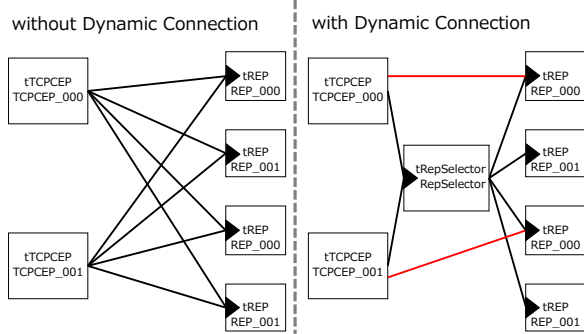 without Dynamic Connection
tTCPCEP
TCPCEP_000
tTCPCEP
TCPCEP_001
tREP
REP_000
tREP
REP_001
tREP
REP_000
tREP
REP_001
with Dynamic Connection
tTCPCEP
TCPCEP_000
tTCPCEP
TCPCEP_001
tRepSelector
RepSelector
tREP
REP_000
tREP
REP_001
tREP
REP_000
tREP
REP_001